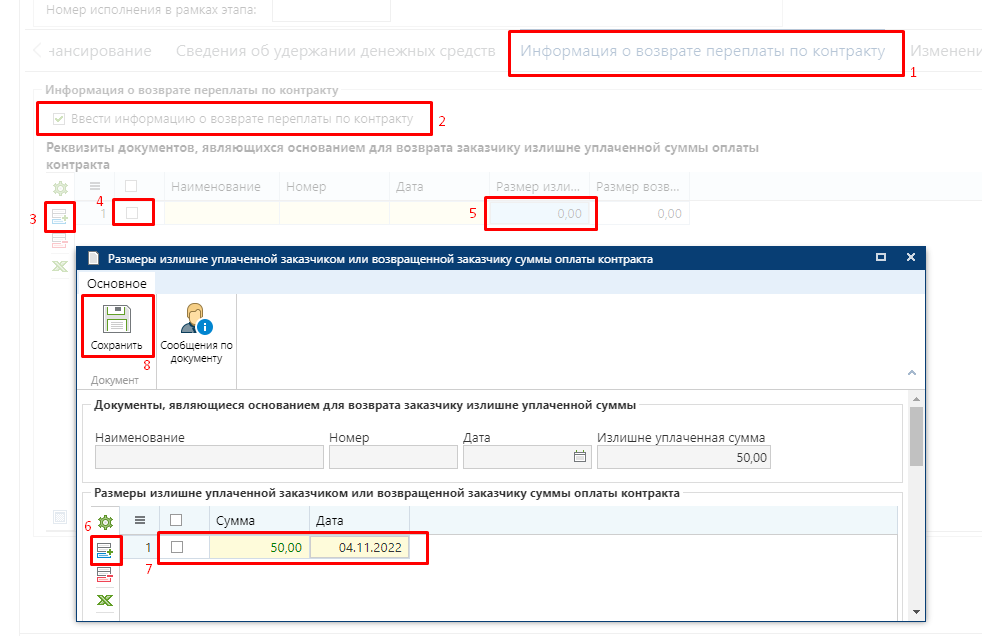 Номер исполнения в рамках этапа:
нансирование Сведения об удержании денежных средств Информация о возврате переплаты по контракту Изменени
1
Информация о возврате переплаты по контракту
Ввести информацию о возврате переплаты по контракту 2
Реквизиты документов, являющихся основанием для возврата заказчику излишне уплаченной суммы оплаты
контракта
Наименование Номер Дата Размер изли... Размер возв...
4
3 1 5 0,00 0,00
Размеры излишне уплаченной заказчиком или возвращенной заказчику суммы оплаты контракта
Основное
Сохранить Сообщения по
документу
8
Документ
Документы, являющиеся основанием для возврата заказчику излишне уплаченной суммы
Наименование Номер Дата Излишне уплаченная сумма
50,00
Размеры излишне уплаченной заказчиком или возвращенной заказчику суммы оплаты контракта
6 Сумма Дата
1 50,00 04.11.2022
7